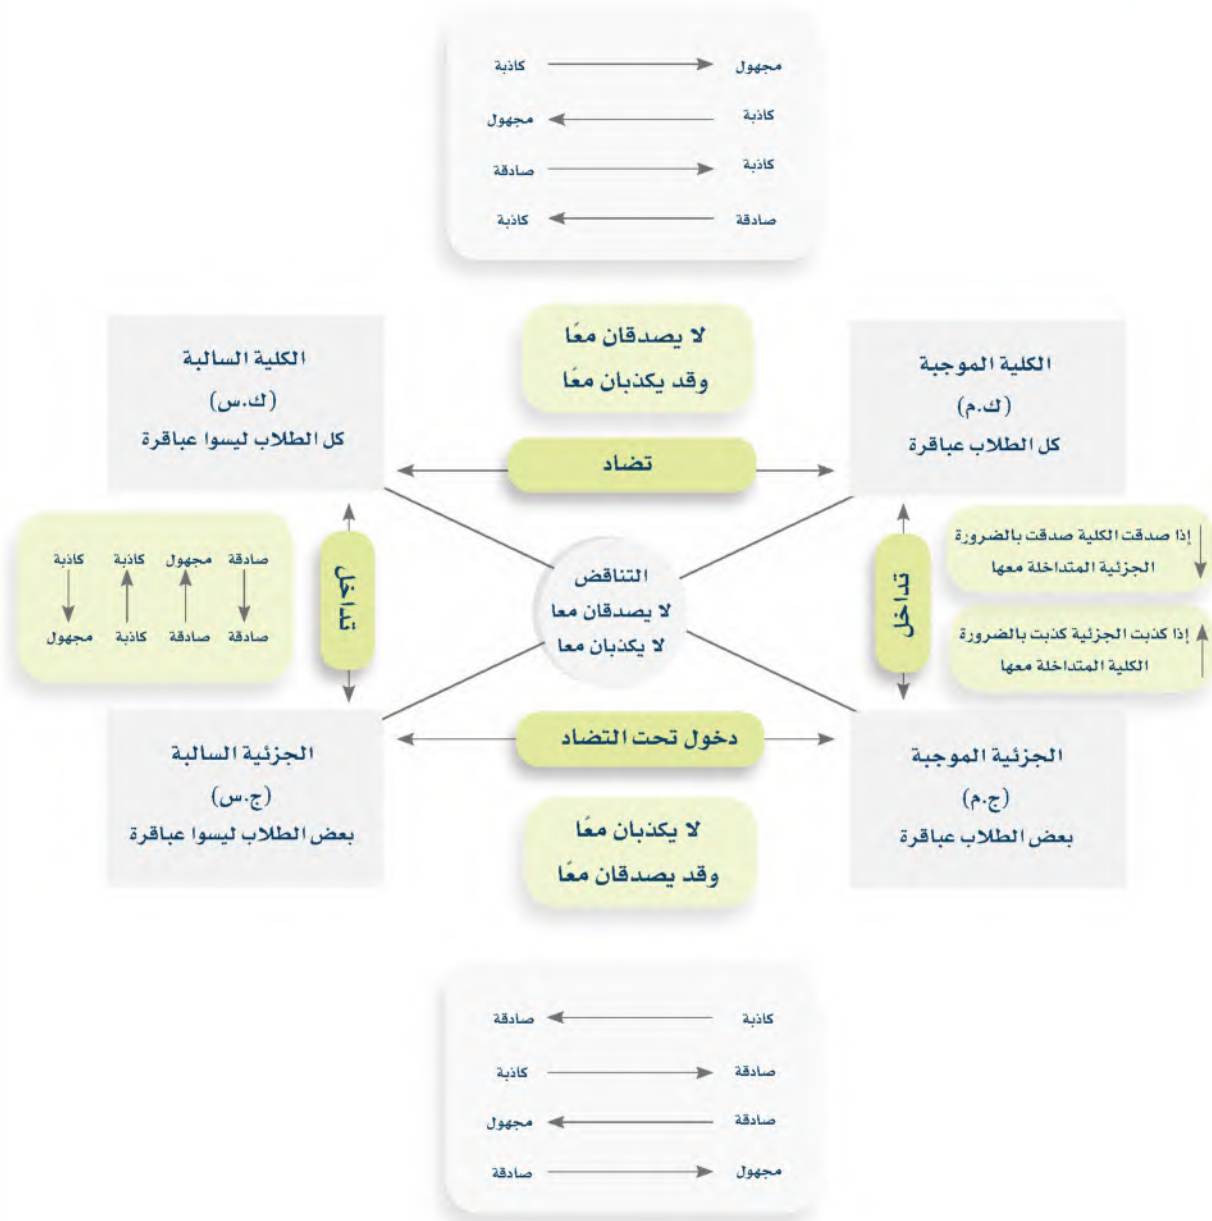 مجهول كاذبة
كاذبة مجهول
كاذبة صادقة
صادقة كاذبة
الكلية الموجبة
(ك.م)
كل الطلاب عباقرة
لا يصدقان معًا
وقد يكذبان معًا
تضاد
الكلية السالبة
(ك.س)
كل الطلاب ليسوا عباقرة
إذا صدقت الكلية صدقت بالضرورة
الجزئية المتداخلة معها
إذا كذبت الجزئية كذبت بالضرورة
الكلية المتداخلة معها
تداخل
التناقض
لا يصدقان معا
لا يكذبان معا
تداخل
صادقة مجهول كاذبة كاذبة
صادقة صادقة كاذبة مجهول
الجزئية الموجبة
(ج.م)
بعض الطلاب عباقرة
دخول تحت التضاد
لا يكذبان معًا
وقد يصدقان معًا
الجزئية السالبة
(ج.س)
بعض الطلاب ليسوا عباقرة
كاذبة صادقة
صادقة كاذبة
صادقة مجهول
مجهول صادقة